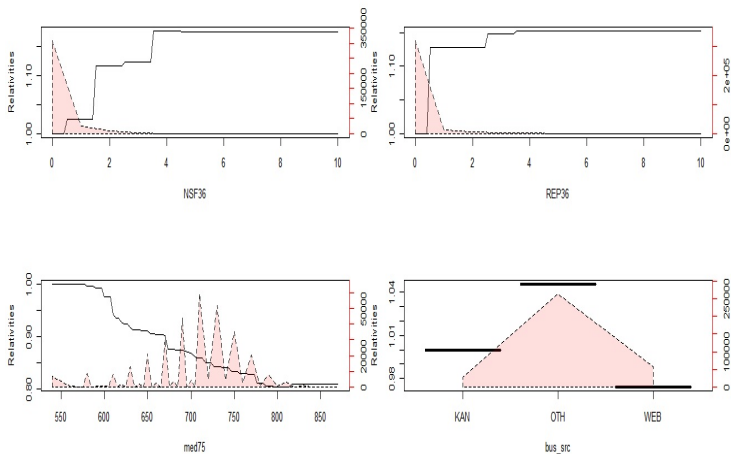 Relativities
1.00 1.10
0 150000 350000
0 2 4 6 8 10
NSF36
Relativities
1.00 1.10
0e+00 2e+05
0 2 4 6 8 10
REP36
Relativities
0.80 0.90 1.00
0 20000 50000
550 600 650 700 750 800 850
med75
Relativities
0.98 1.01 1.04
0 100000 250000
KAN OTH WEB
bus_src